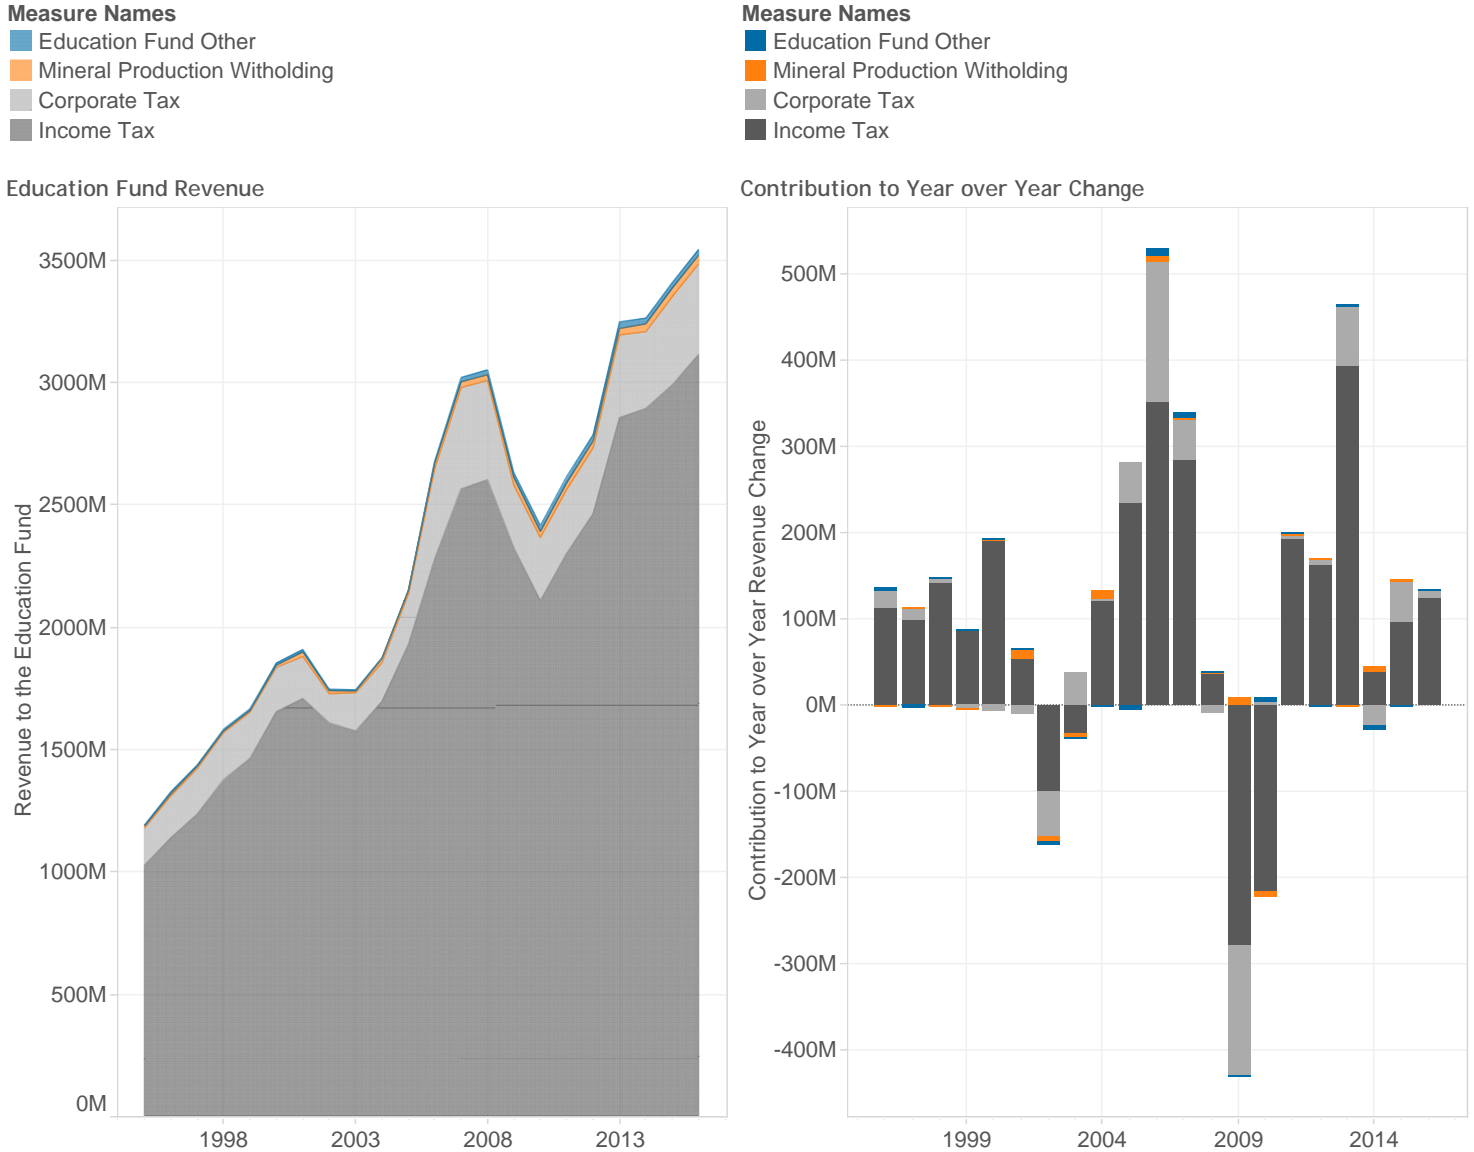 Measure Names
Education Fund Other
Mineral Production Witholding
Corporate Tax
Income Tax
Measure Names
Education Fund Other
Mineral Production Witholding
Corporate Tax
Income Tax
Education Fund Revenue
Revenue to the Education Fund
3500M
3000M
2500M
2000M
1500M
1000M
500M
0M
1998
2003
2008
2013
Contribution to Year over Year Change
Contribution to Year over Year Revenue Change
500M
400M
300M
200M
100M
0M
-100M
-200M
-300M
-400M
1999
2004
2009
2014